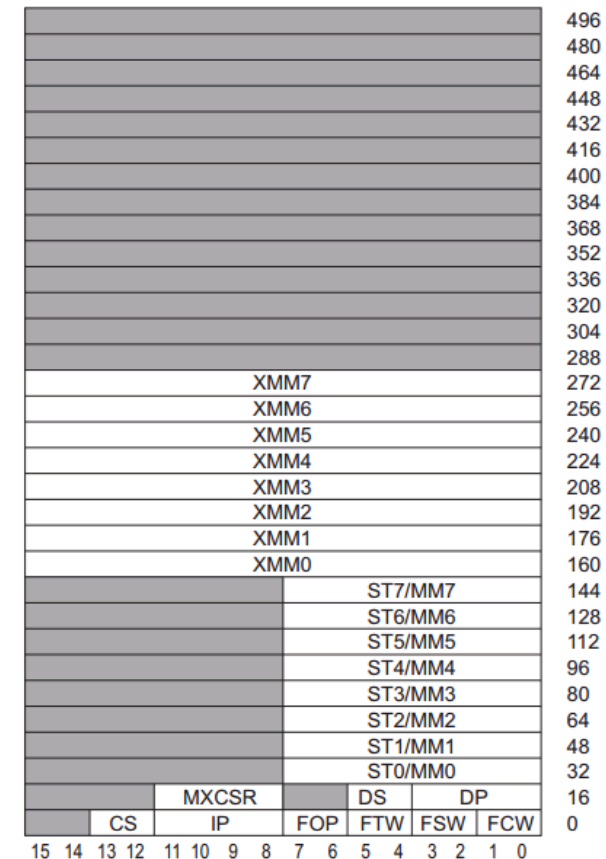 496
480
464
448
432
416
400
384
368
352
336
320
304
288
XMM7 272
XMM6 256
XMM5 240
XMM4 224
XMM3 208
XMM2 192
XMM1 176
XMM0 160
ST7/MM7 144
ST6/MM6 128
ST5/MM5 112
ST4/MM4 96
ST3/MM3 80
ST2/MM2 64
ST1/MM1 48
ST0/MM0 32
MXCSR DS DP 16
CS IP FOP FTW FSW FCW 0
15 14 13 12 11 10 9 8 7 6 5 4 3 2 1 0